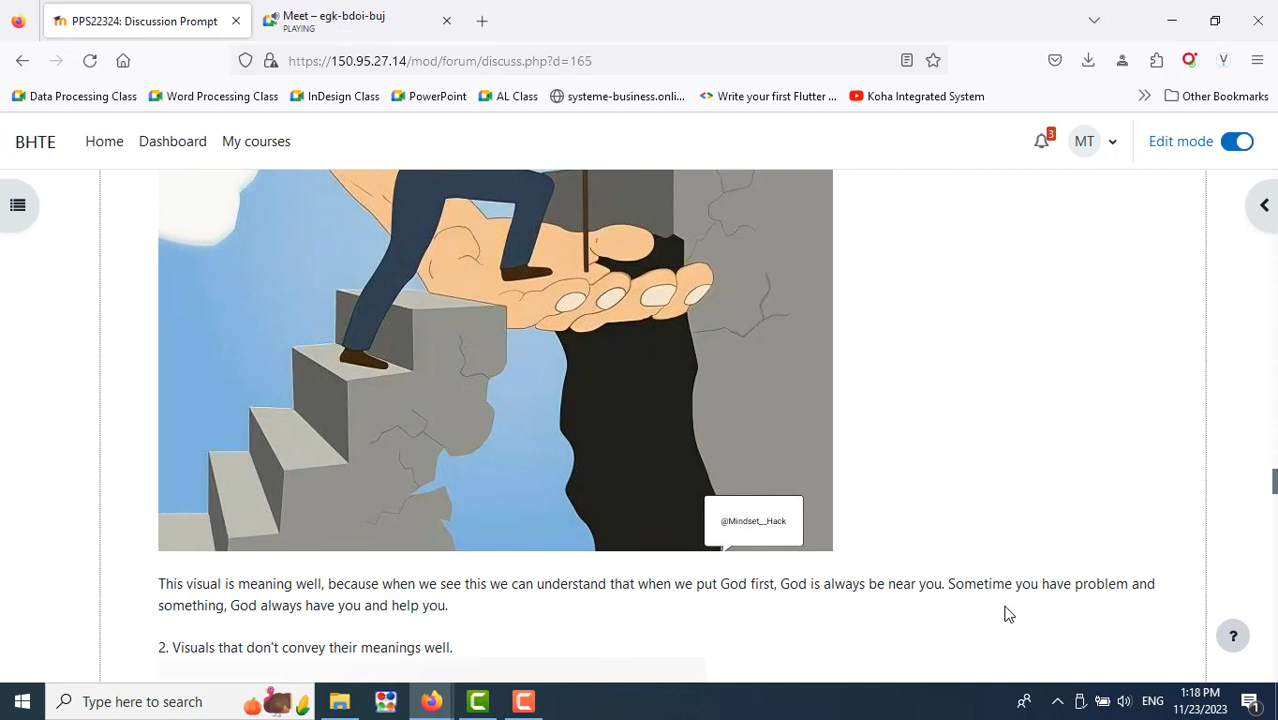 PPS22324: Discussion Prompt
Meet – egk-bdoi-buj
PLAYING
https://150.95.27.14/mod/forum/discuss.php?d=165
Data Processing Class
Word Processing Class
InDesign Class
PowerPoint
AL Class
systeme-business.onli...
Write your first Flutter ...
Koha Integrated System
Other Bookmarks
BHTE
Home
Dashboard
My courses
3
MT
Edit mode
@Mindset__Hack
This visual is meaning well, because when we see this we can understand that when we put God first, God is always be near you. Sometime you have problem and
something, God always have you and help you.
2. Visuals that don't convey their meanings well.
?
Type here to search
ENG
1:18 PM
11/23/2023
1